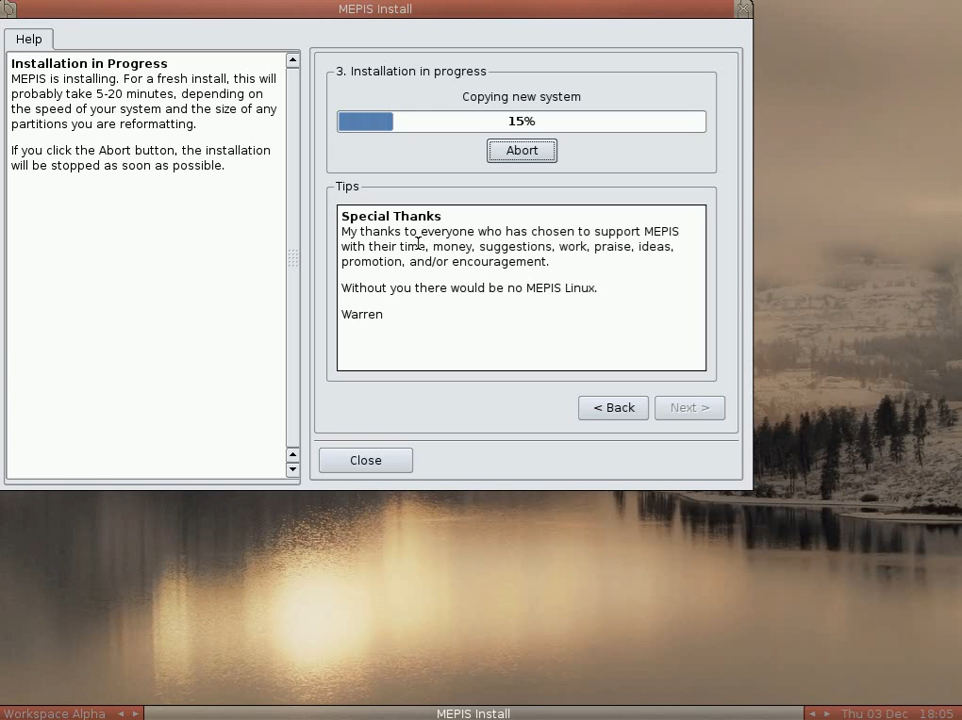 MEPIS Install
Help
Installation in Progress
MEPIS is installing. For a fresh install, this will
probably take 5-20 minutes, depending on
the speed of your system and the size of any
partitions you are reformatting.
If you click the Abort button, the installation
will be stopped as soon as possible.
3. Installation in progress
Copying new system
15%
Abort
Tips
Special Thanks
My thanks to everyone who has chosen to support MEPIS
with their time, money, suggestions, work, praise, ideas,
promotion, and/or encouragement.
Without you there would be no MEPIS Linux.
Warren
< Back
Next >
Close
Workspace Alpha
MEPIS Install
Thu 03 Dec
18:05